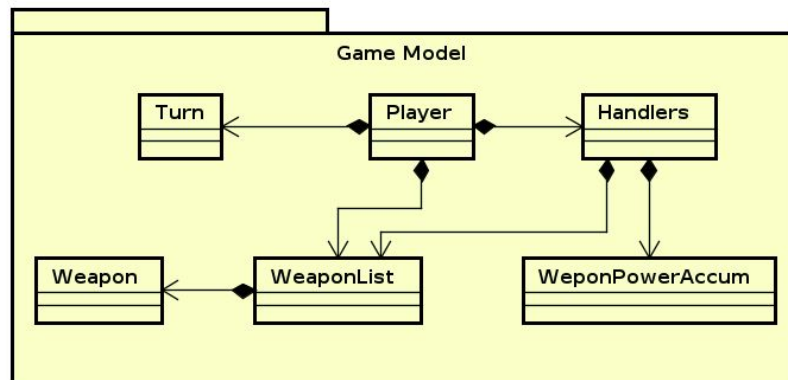 Game Model
Turn
Player
Handlers
Weapon
WeaponList
WeponPowerAccum